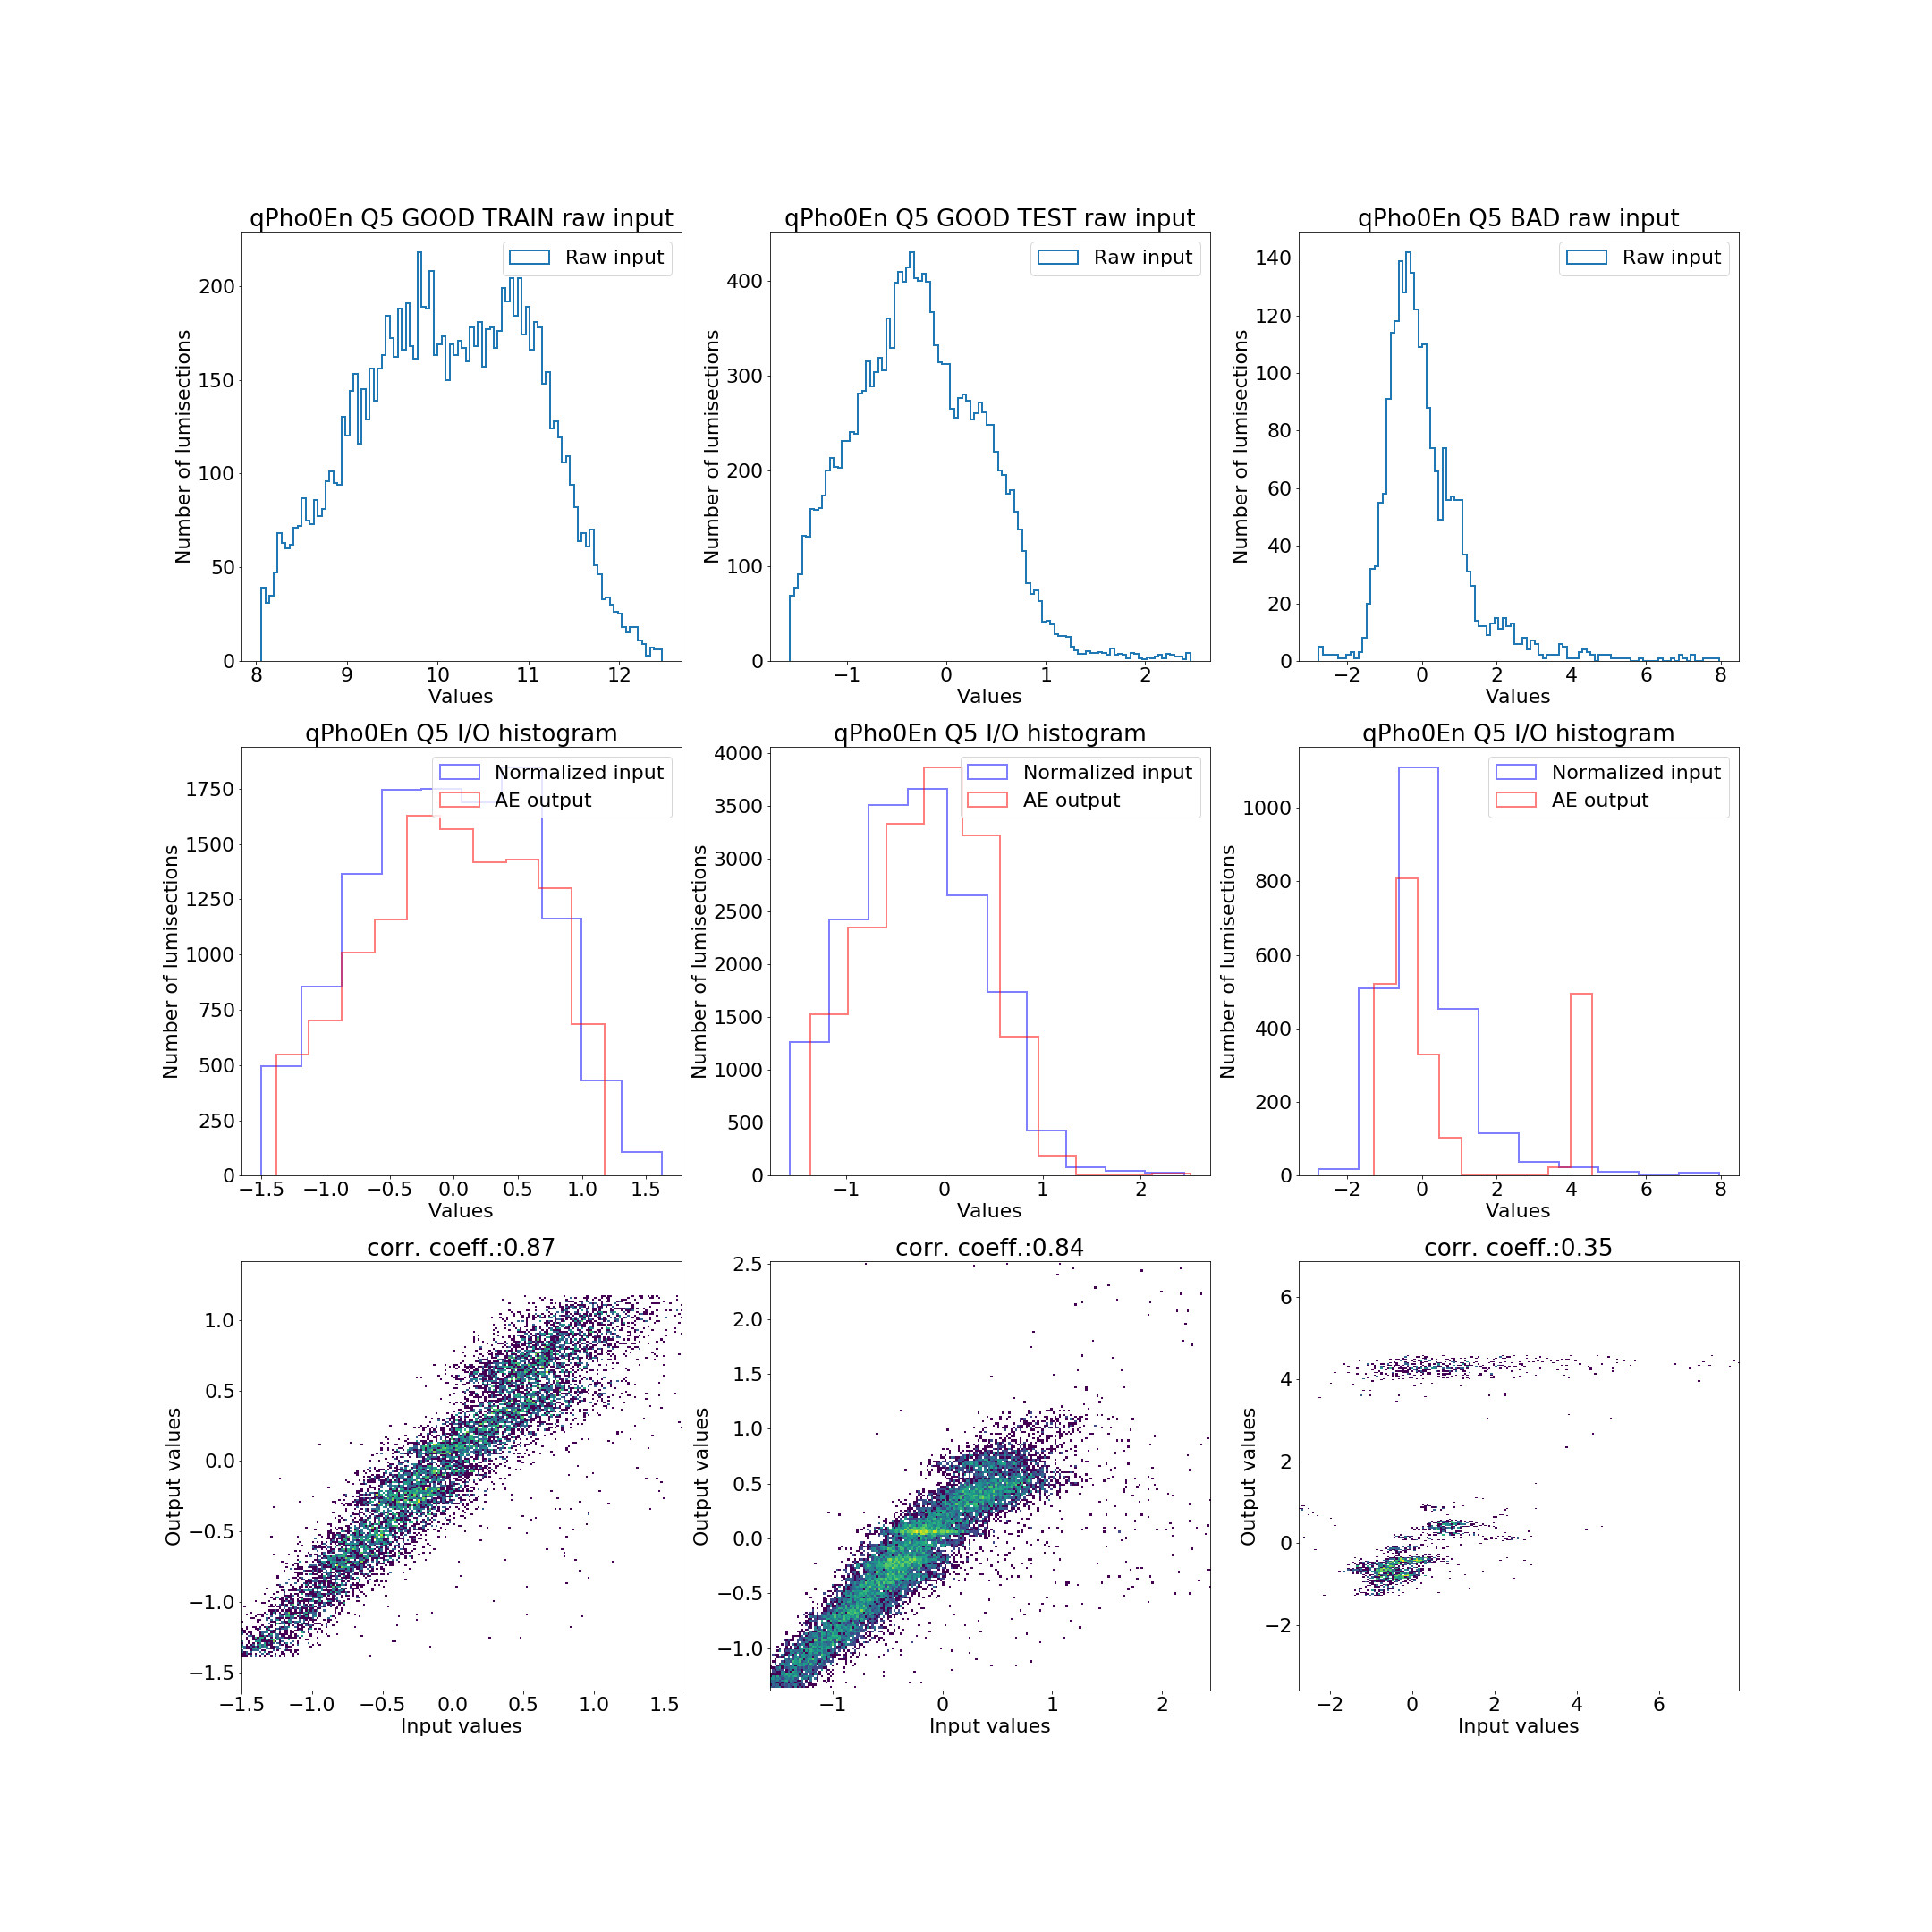 qPho0En Q5 GOOD TRAIN raw input
Raw input
Number of lumisections
200
150
100
50
0
8 9 10 11 12
Values
qPho0En Q5 GOOD TEST raw input
Raw input
Number of lumisections
400
300
200
100
0
−1 0 1 2
Values
qPho0En Q5 BAD raw input
Raw input
Number of lumisections
140
120
100
80
60
40
20
0
−2 0 2 4 6 8
Values
qPho0En Q5 I/O histogram
Normalized input
AE output
Number of lumisections
1750
1500
1250
1000
750
500
250
0
−1.5 −1.0 −0.5 0.0 0.5 1.0 1.5
Values
qPho0En Q5 I/O histogram
Normalized input
AE output
Number of lumisections
4000
3500
3000
2500
2000
1500
1000
500
0
−1 0 1 2
Values
qPho0En Q5 I/O histogram
Normalized input
AE output
Number of lumisections
1000
800
600
400
200
0
−2 0 2 4 6 8
Values
corr. coeff.:0.87
Output values
1.0
0.5
0.0
−0.5
−1.0
−1.5
−1.5 −1.0 −0.5 0.0 0.5 1.0 1.5
Input values
corr. coeff.:0.84
Output values
2.5
2.0
1.5
1.0
0.5
0.0
−0.5
−1.0
−1 0 1 2
Input values
corr. coeff.:0.35
Output values
6
4
2
0
−2
−2 0 2 4 6
Input values